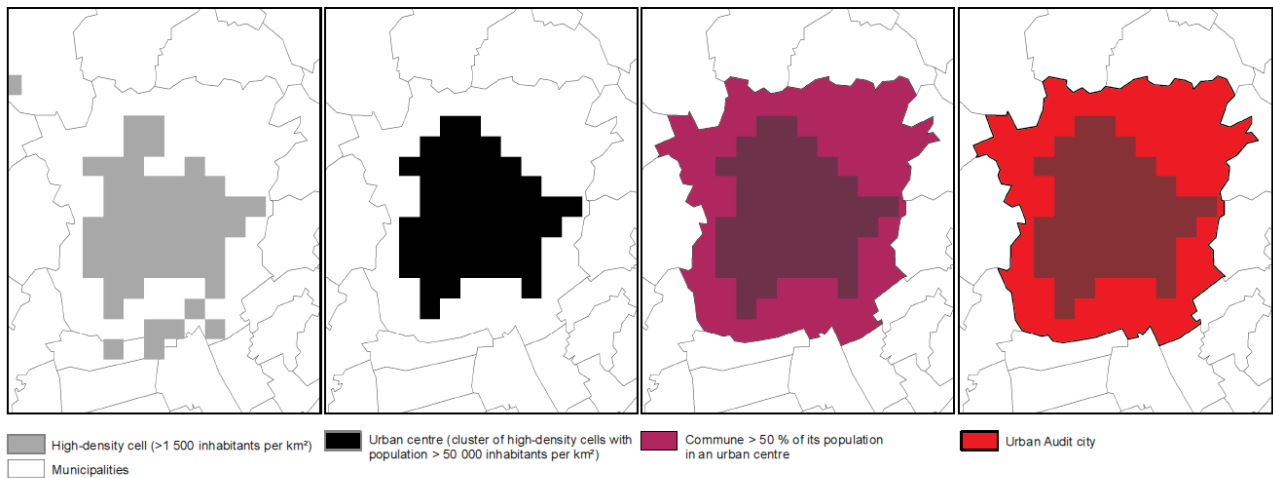 High-density cell (>1 500 inhabitants per km²)
Municipalities
Urban centre (cluster of high-density cells with
population > 50 000 inhabitants per km²)
Commune > 50 % of its population
in an urban centre
Urban Audit city